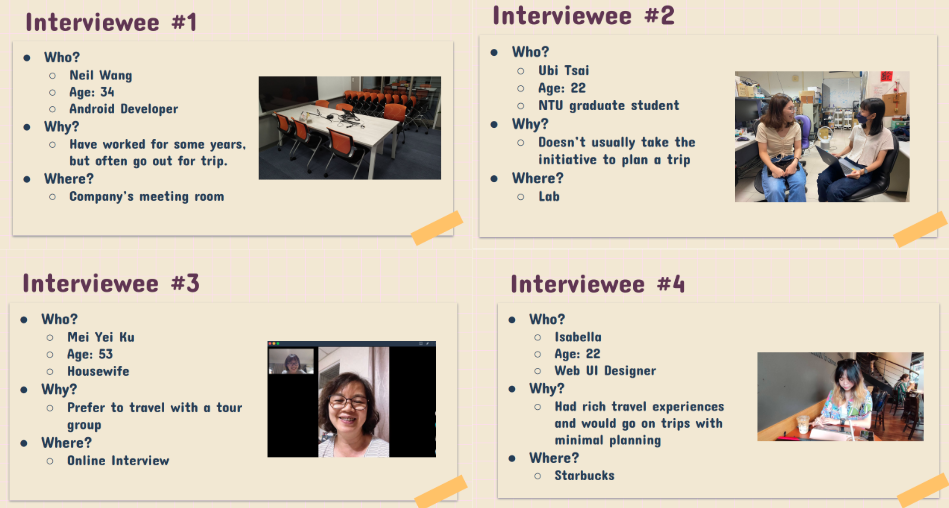 Interviewee #1
● Who?
○ Neil Wang
○ Age: 34
○ Android Developer
● Why?
○ Have worked for some years,
but often go out for trip.
● Where?
○ Company's meeting room
Interviewee #2
● Who?
○ Ubi Tsai
○ Age: 22
○ NTU graduate student
● Why?
○ Doesn't usually take the
initiative to plan a trip
● Where?
○ Lab
Interviewee #3
● Who?
○ Mei Yei Ku
○ Age: 53
○ Housewife
● Why?
○ Prefer to travel with a tour
group
● Where?
○ Online Interview
Interviewee #4
● Who?
○ Isabella
○ Age: 22
○ Web UI Designer
● Why?
○ Had rich travel experiences
and would go on trips with
minimal planning
● Where?
○ Starbucks